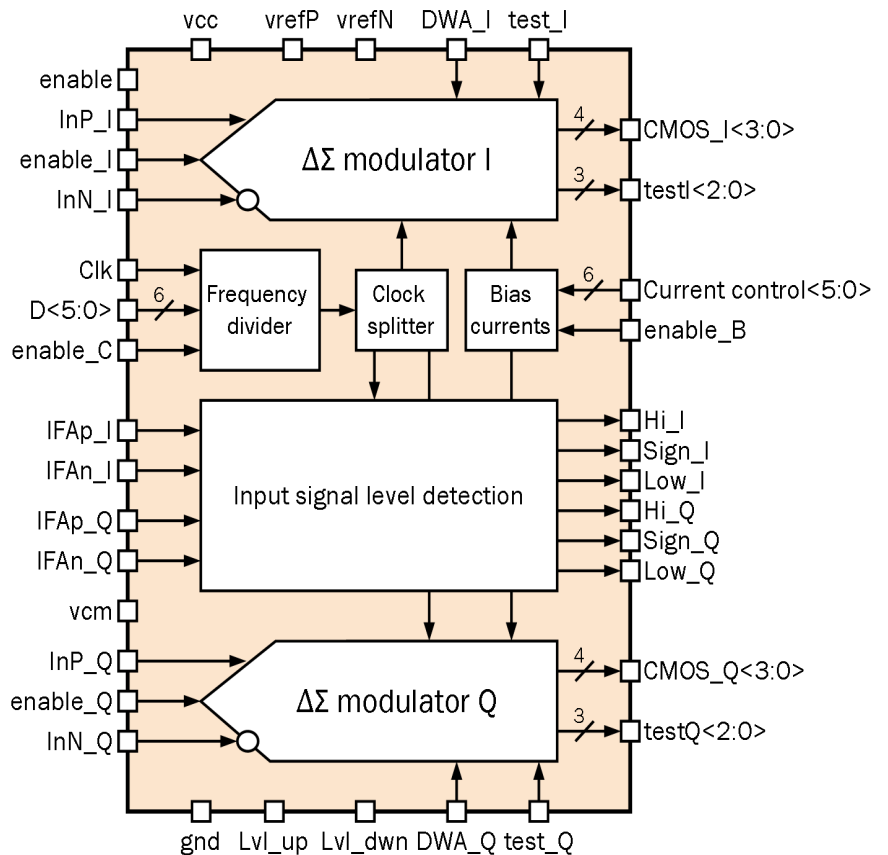 vcc
vrefP
vrefN
DWA_I
test_I
enable
InP_I
enable_I
InN_I
ΔΣ modulator I
4
CMOS_I<3:0>
3
testI<2:0>
Clk
D<5:0>
6
enable_C
Frequency
divider
Clock
splitter
Bias
currents
6
Current control<5:0>
enable_B
IFAp_I
IFAn_I
IFAp_Q
IFAn_Q
Input signal level detection
Hi_I
Sign_I
Low_I
Hi_Q
Sign_Q
Low_Q
vcm
InP_Q
enable_Q
InN_Q
ΔΣ modulator Q
4
CMOS_Q<3:0>
3
testQ<2:0>
gnd
Lvl_up
Lvl_dwn
DWA_Q
test_Q